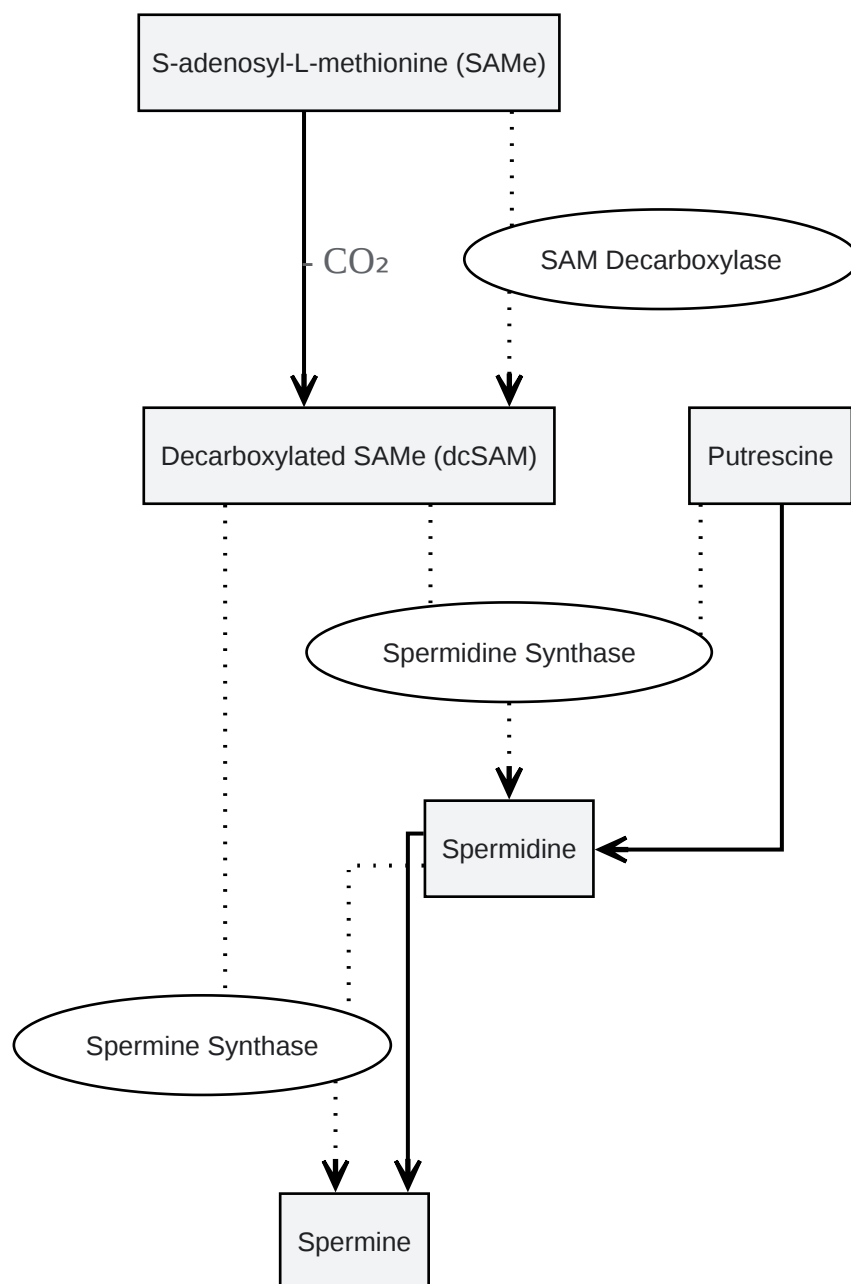 S-adenosyl-L-methionine (SAMe)
- CO₂
SAM Decarboxylase
Decarboxylated SAMe (dcSAM)
Putrescine
Spermidine Synthase
Spermidine
Spermine Synthase
Spermine